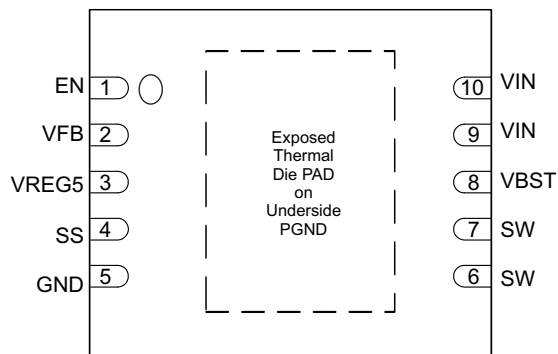 EN 1
VFB 2
VREG5 3
SS 4
GND 5
Exposed
Thermal
Die PAD
on
Underside
PGND
10 VIN
9 VIN
8 VBST
7 SW
6 SW